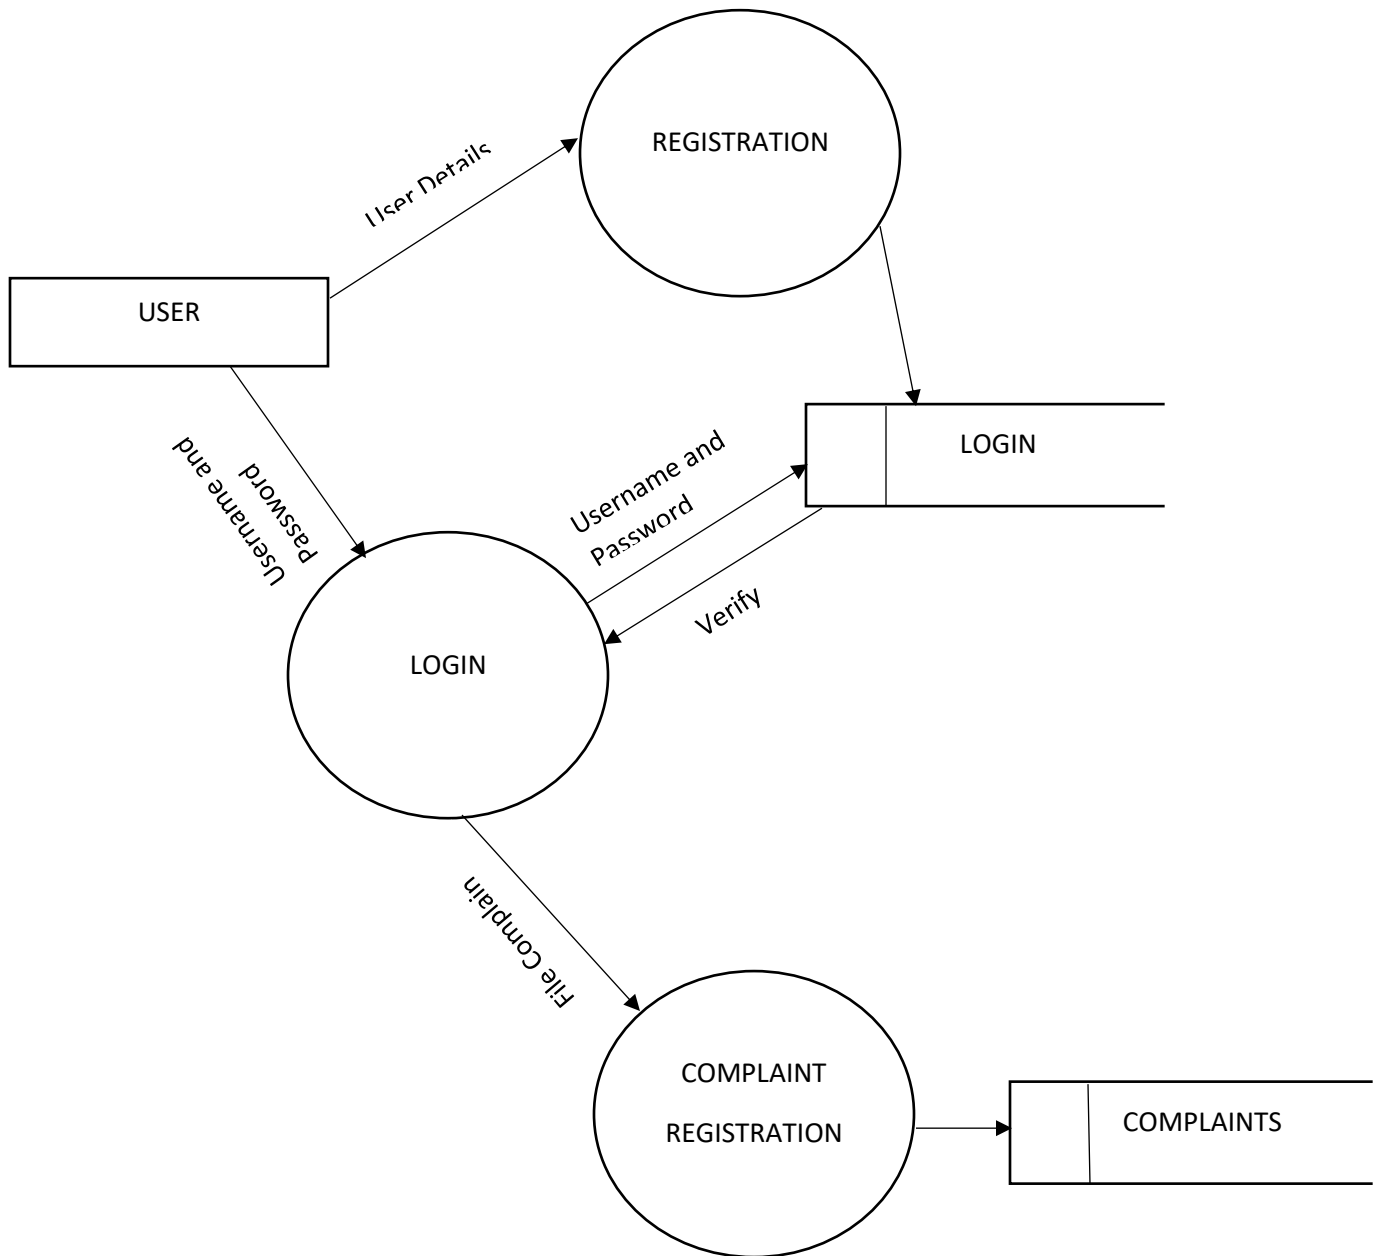 REGISTRATION
User Details
USER
LOGIN
Username and
Password
Username and
Password
Verify
LOGIN
File Complain
COMPLAINT
REGISTRATION
COMPLAINTS